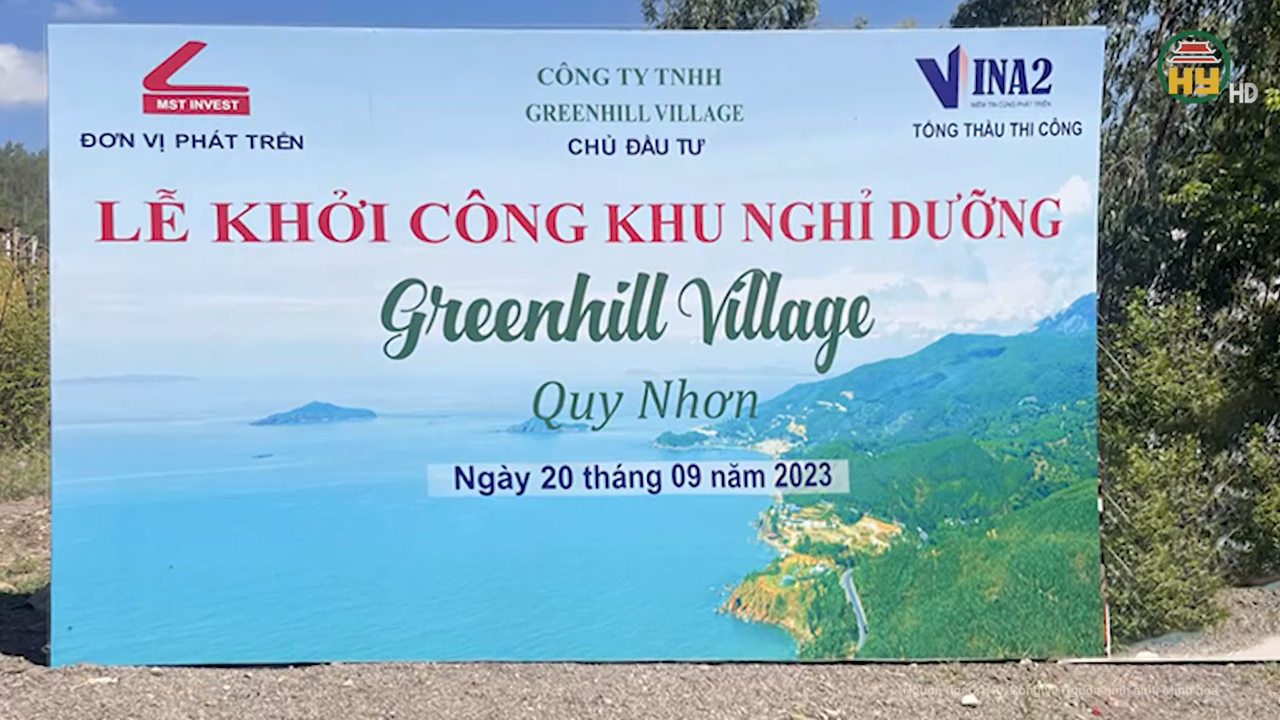 MST INVEST
ĐƠN VỊ PHÁT TRÊN
CÔNG TY TNHH
GREENHILL VILLAGE
CHỦ ĐẦU TƯ
VINA2
NIỀM TIN CÙNG PHÁT TRIỂN
TỔNG THẦU THI CÔNG
HY
HD
LỄ KHỞI CÔNG KHU NGHỈ DƯỠNG
Greenhill Village
Quy Nhơn
Ngày 20 tháng 09 năm 2023